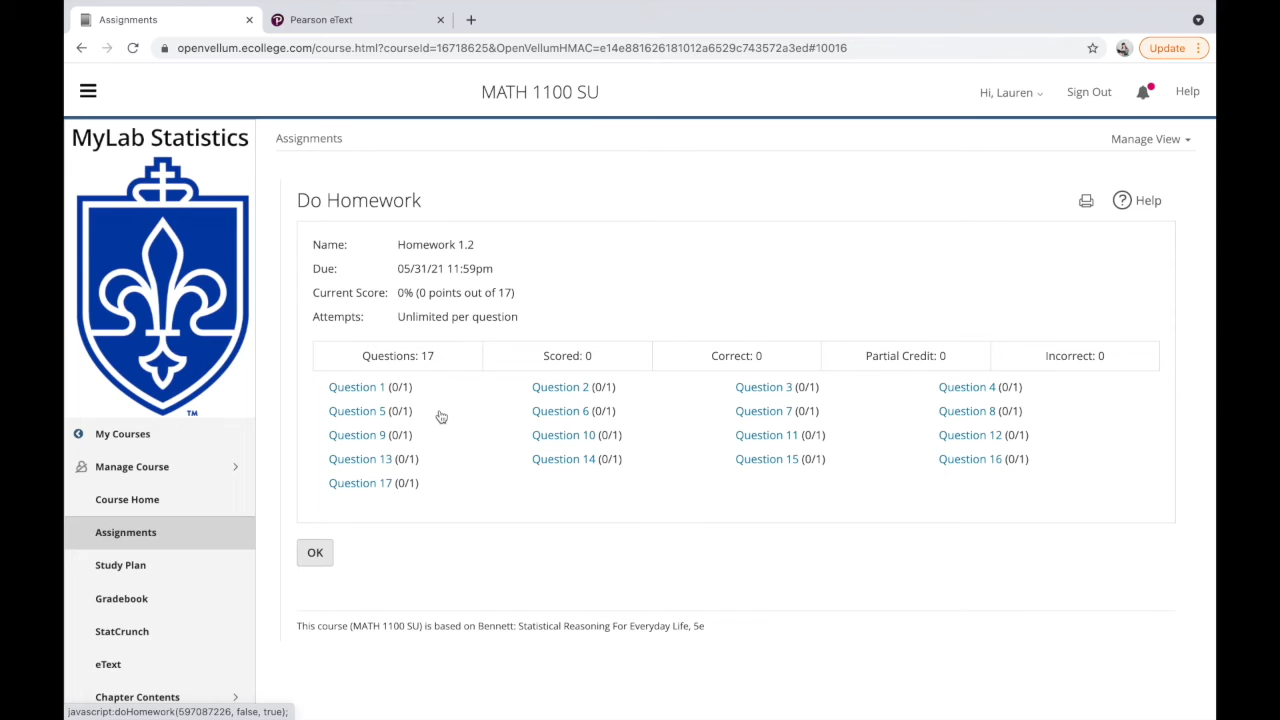 Assignments
Pearson eText
openvellum.ecollege.com/course.html?courseId=16718625&OpenVellumHMAC=e14e881626181012a6529c743572a3ed#10016
Update
MATH 1100 SU
Hi, Lauren
Sign Out
Help
MyLab Statistics
TM
My Courses
Manage Course
Course Home
Assignments
Study Plan
Gradebook
StatCrunch
eText
Chapter Contents
Assignments
Manage View
Do Homework
? Help
Name: Homework 1.2
Due: 05/31/21 11:59pm
Current Score: 0% (0 points out of 17)
Attempts: Unlimited per question
Questions: 17 Scored: 0 Correct: 0 Partial Credit: 0 Incorrect: 0
Question 1 (0/1) Question 2 (0/1) Question 3 (0/1) Question 4 (0/1)
Question 5 (0/1) Question 6 (0/1) Question 7 (0/1) Question 8 (0/1)
Question 9 (0/1) Question 10 (0/1) Question 11 (0/1) Question 12 (0/1)
Question 13 (0/1) Question 14 (0/1) Question 15 (0/1) Question 16 (0/1)
Question 17 (0/1)
OK
This course (MATH 1100 SU) is based on Bennett: Statistical Reasoning For Everyday Life, 5e
javascript:doHomework(597087226, false, true);